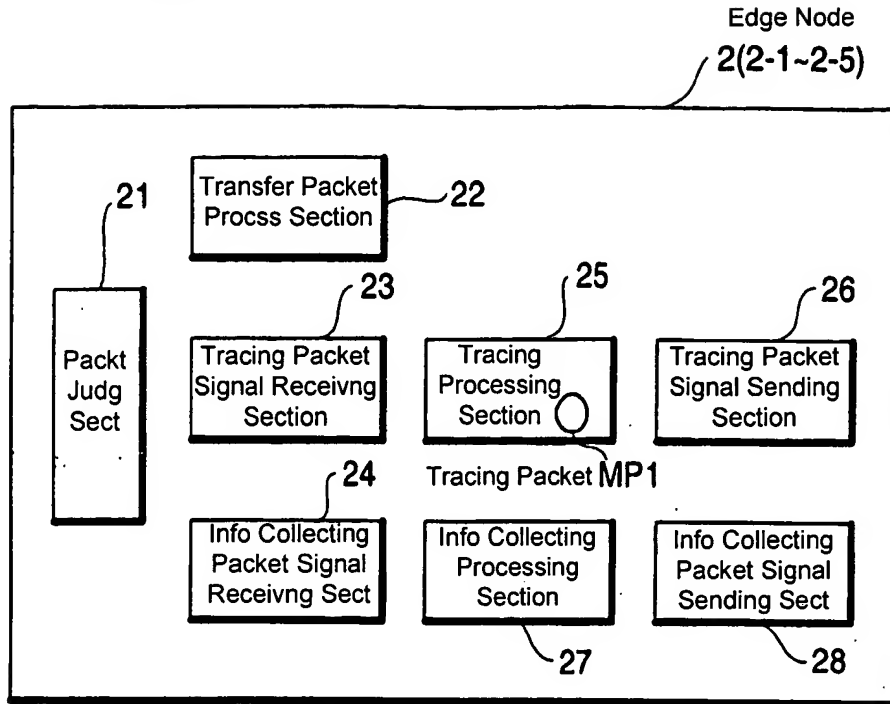 Edge Node
2(2-1~2-5)
Transfer Packet
Procss Section
22
21
Packt
Judg
Sect
23
Tracing Packet
Signal Receivng
Section
25
Tracing
Processing
Section
26
Tracing Packet
Signal Sending
Section
Tracing Packet MP1
24
Info Collecting
Packet Signal
Receivng Sect
Info Collecting
Processing
Section
27
Info Collecting
Packet Signal
Sending Sect
28